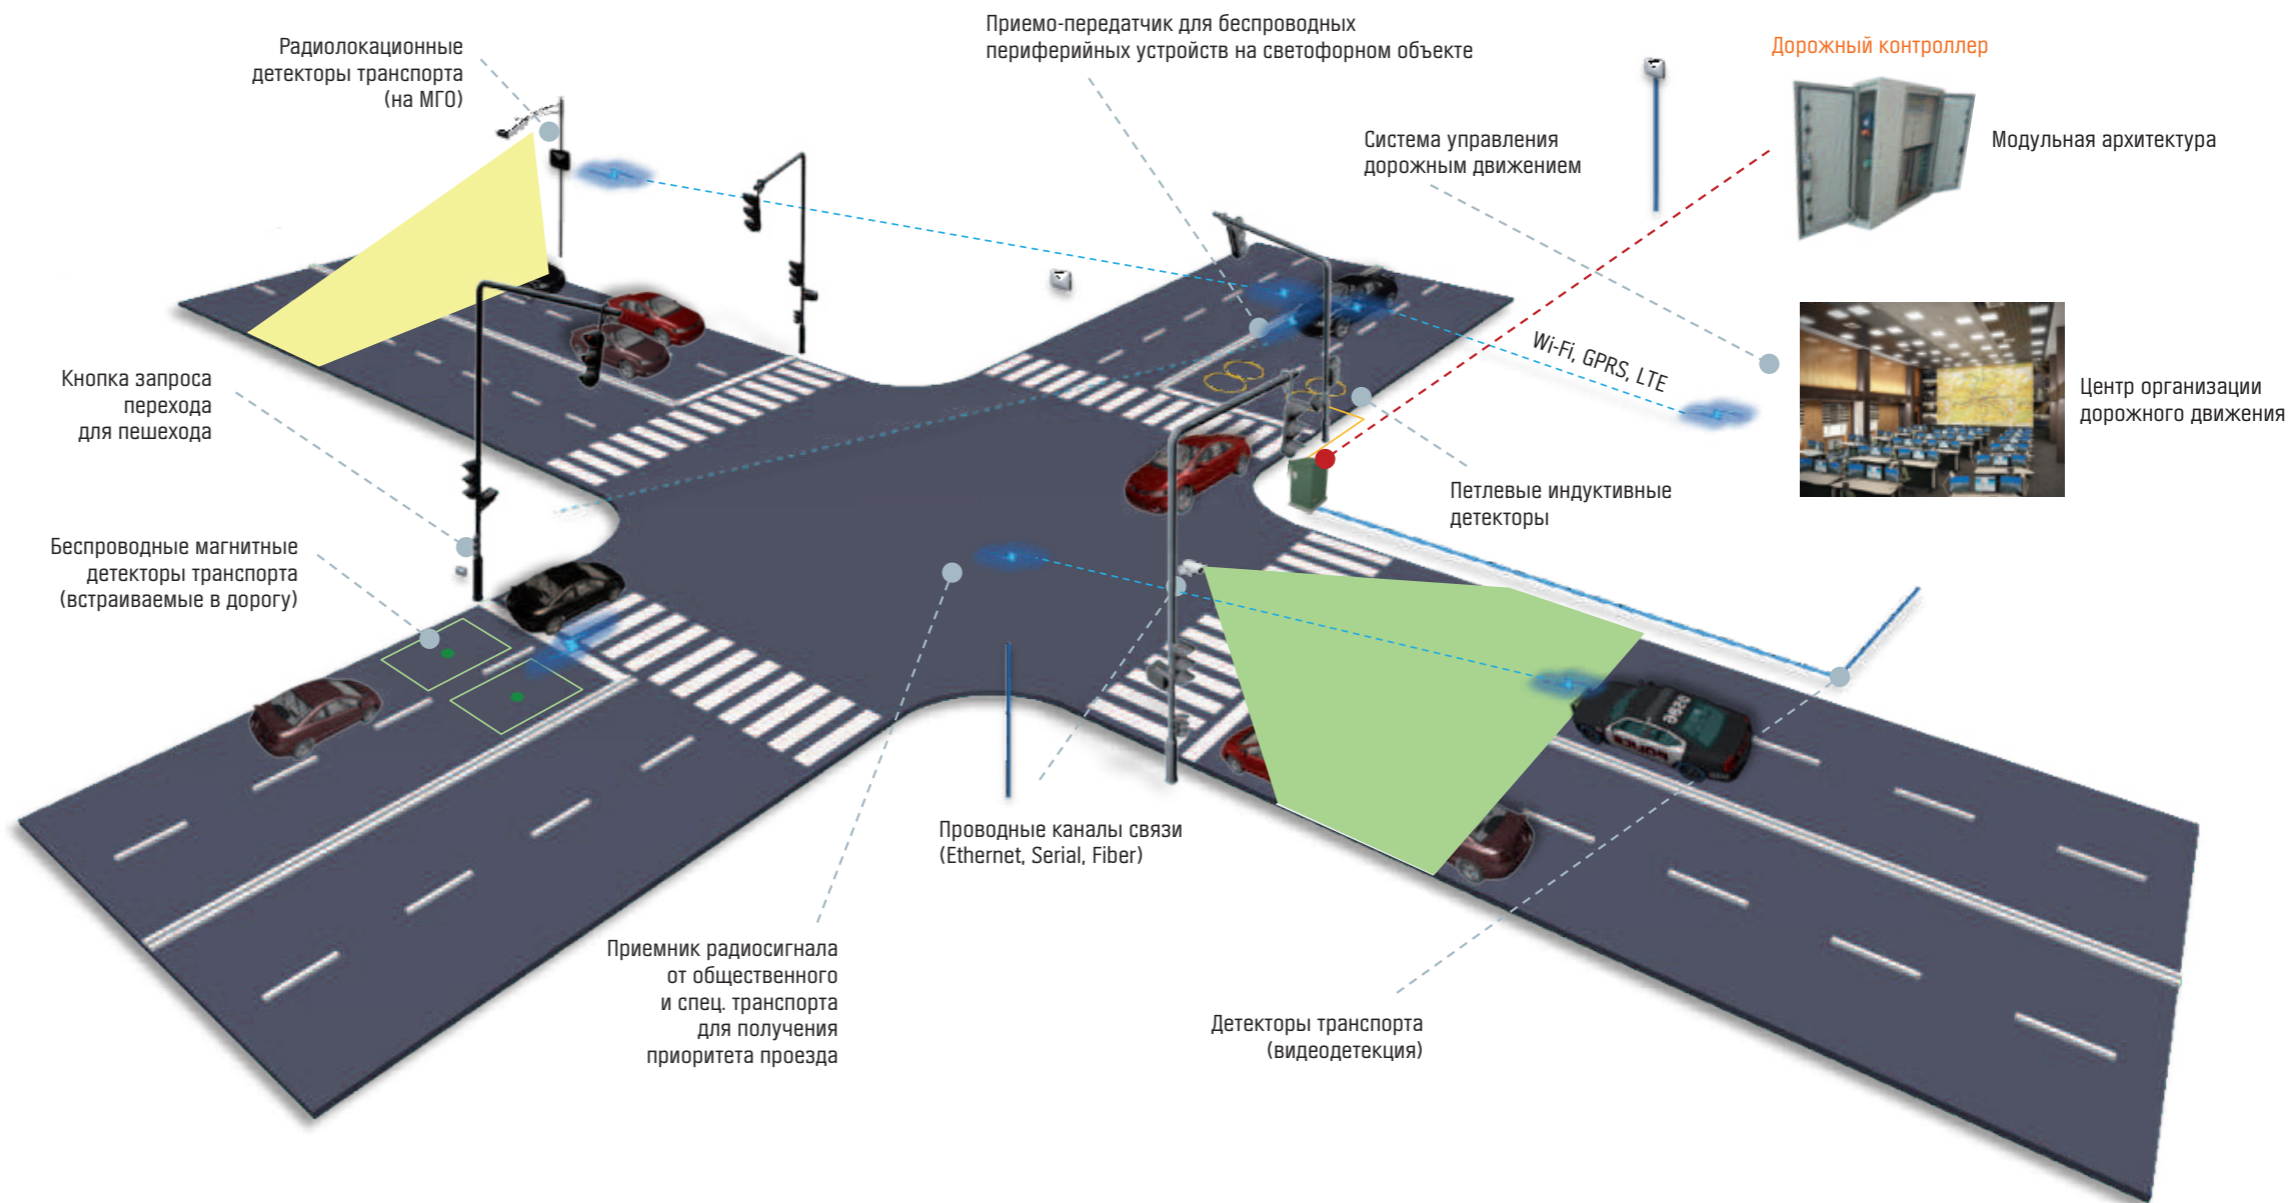 Радиолокационные
детекторы транспорта
(на МГО)
Приемо-передатчик для беспроводных
периферийных устройств на светофорном объекте
Дорожный контроллер
Модульная архитектура
Система управления
дорожным движением
Wi-Fi, GPRS, LTE
Центр организации
дорожного движения
Кнопка запроса
перехода
для пешехода
Петлевые индуктивные
детекторы
Беспроводные магнитные
детекторы транспорта
(встраиваемые в дорогу)
Проводные каналы связи
(Ethernet, Serial, Fiber)
Приемник радиосигнала
от общественного
и спец. транспорта
для получения
приоритета проезда
Детекторы транспорта
(видеодетекция)